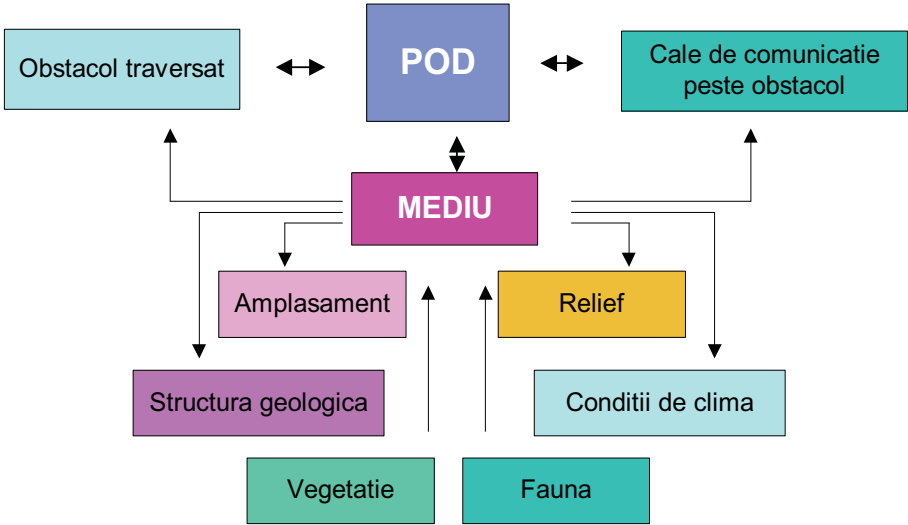 Obstacol traversat
POD
Cale de comunicatie
peste obstacol
MEDIU
Amplasament
Relief
Structura geologica
Conditii de clima
Vegetatie
Fauna